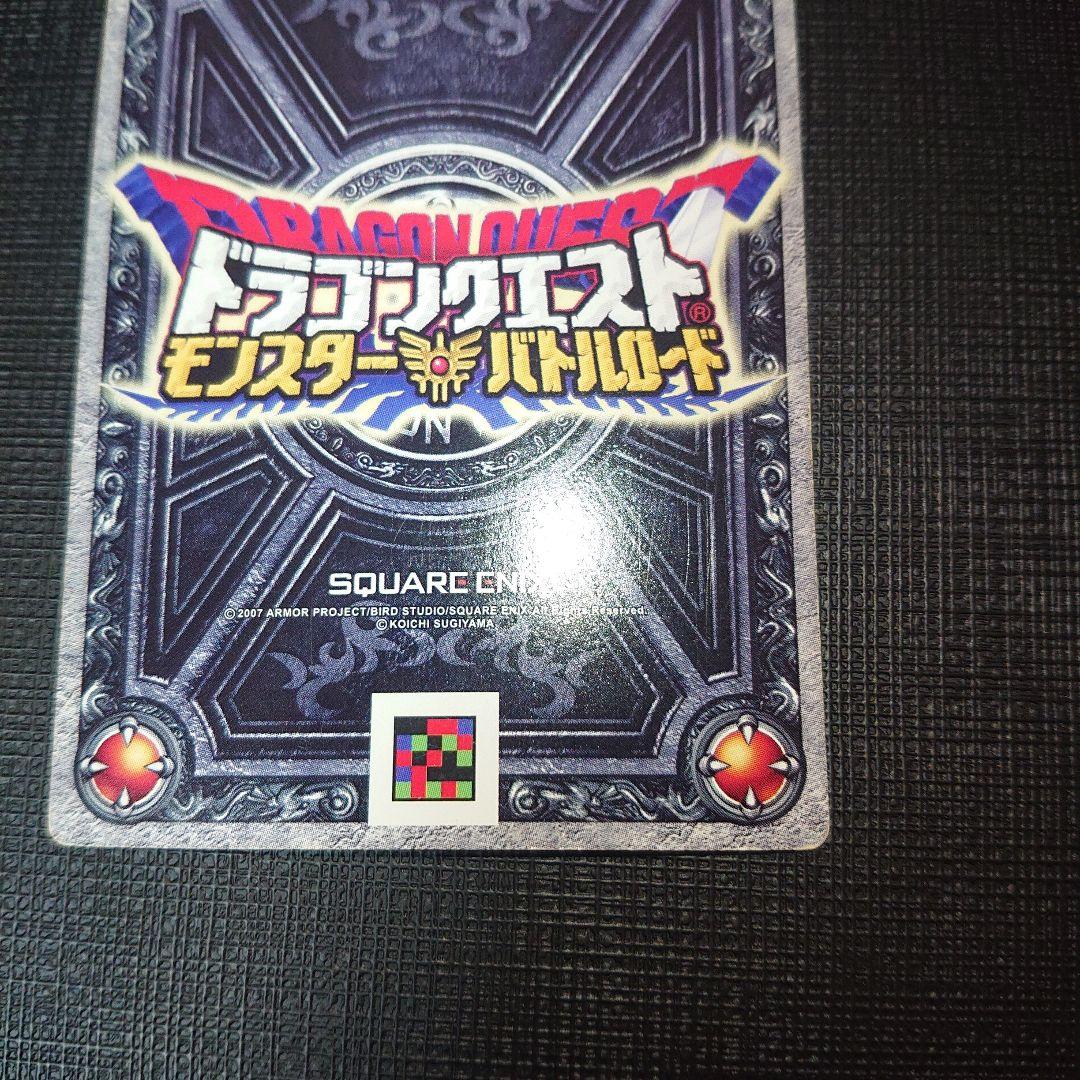 DRAGON QUEST
ドラゴンクエスト®
モンスターバトルロード
ON
SQUARE ENIX
© 2007 ARMOR PROJECT/BIRD STUDIO/SQUARE ENIX All Rights Reserved.
© KOICHI SUGIYAMA